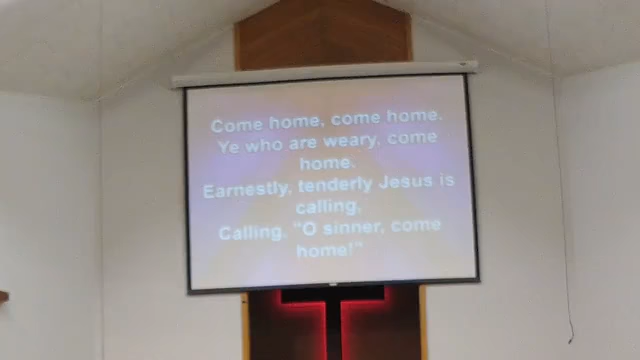 Come home, come home.
Ye who are weary, come
home.
Earnestly, tenderly Jesus is
calling,
Calling. "O sinner, come
home!"